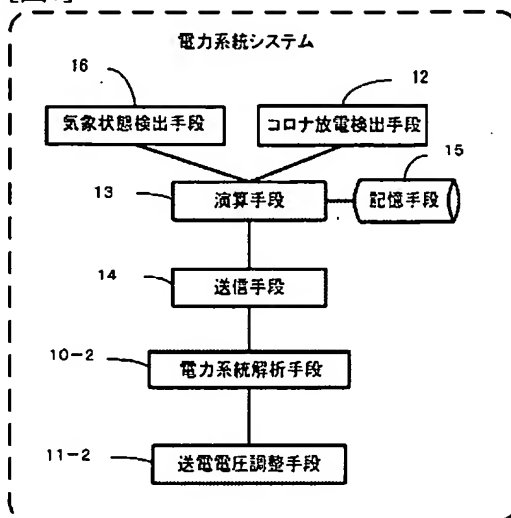 電力系統システム
16
12
気象状態検出手段
コロナ放電検出手段
15
13
演算手段
記憶手段
14
送信手段
10-2
電力系統解析手段
11-2
送電電圧調整手段